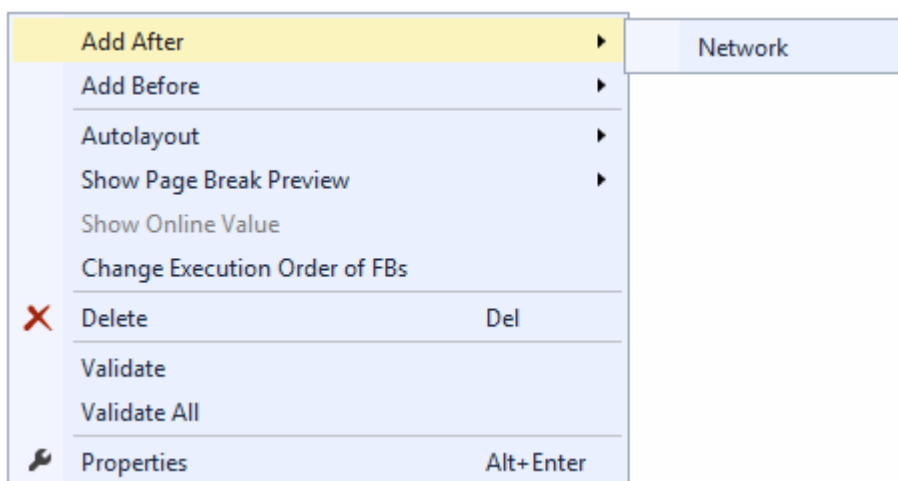 Add After
Network
Add Before
Autolayout
Show Page Break Preview
Show Online Value
Change Execution Order of FBs
Delete Del
Validate
Validate All
Properties Alt+Enter